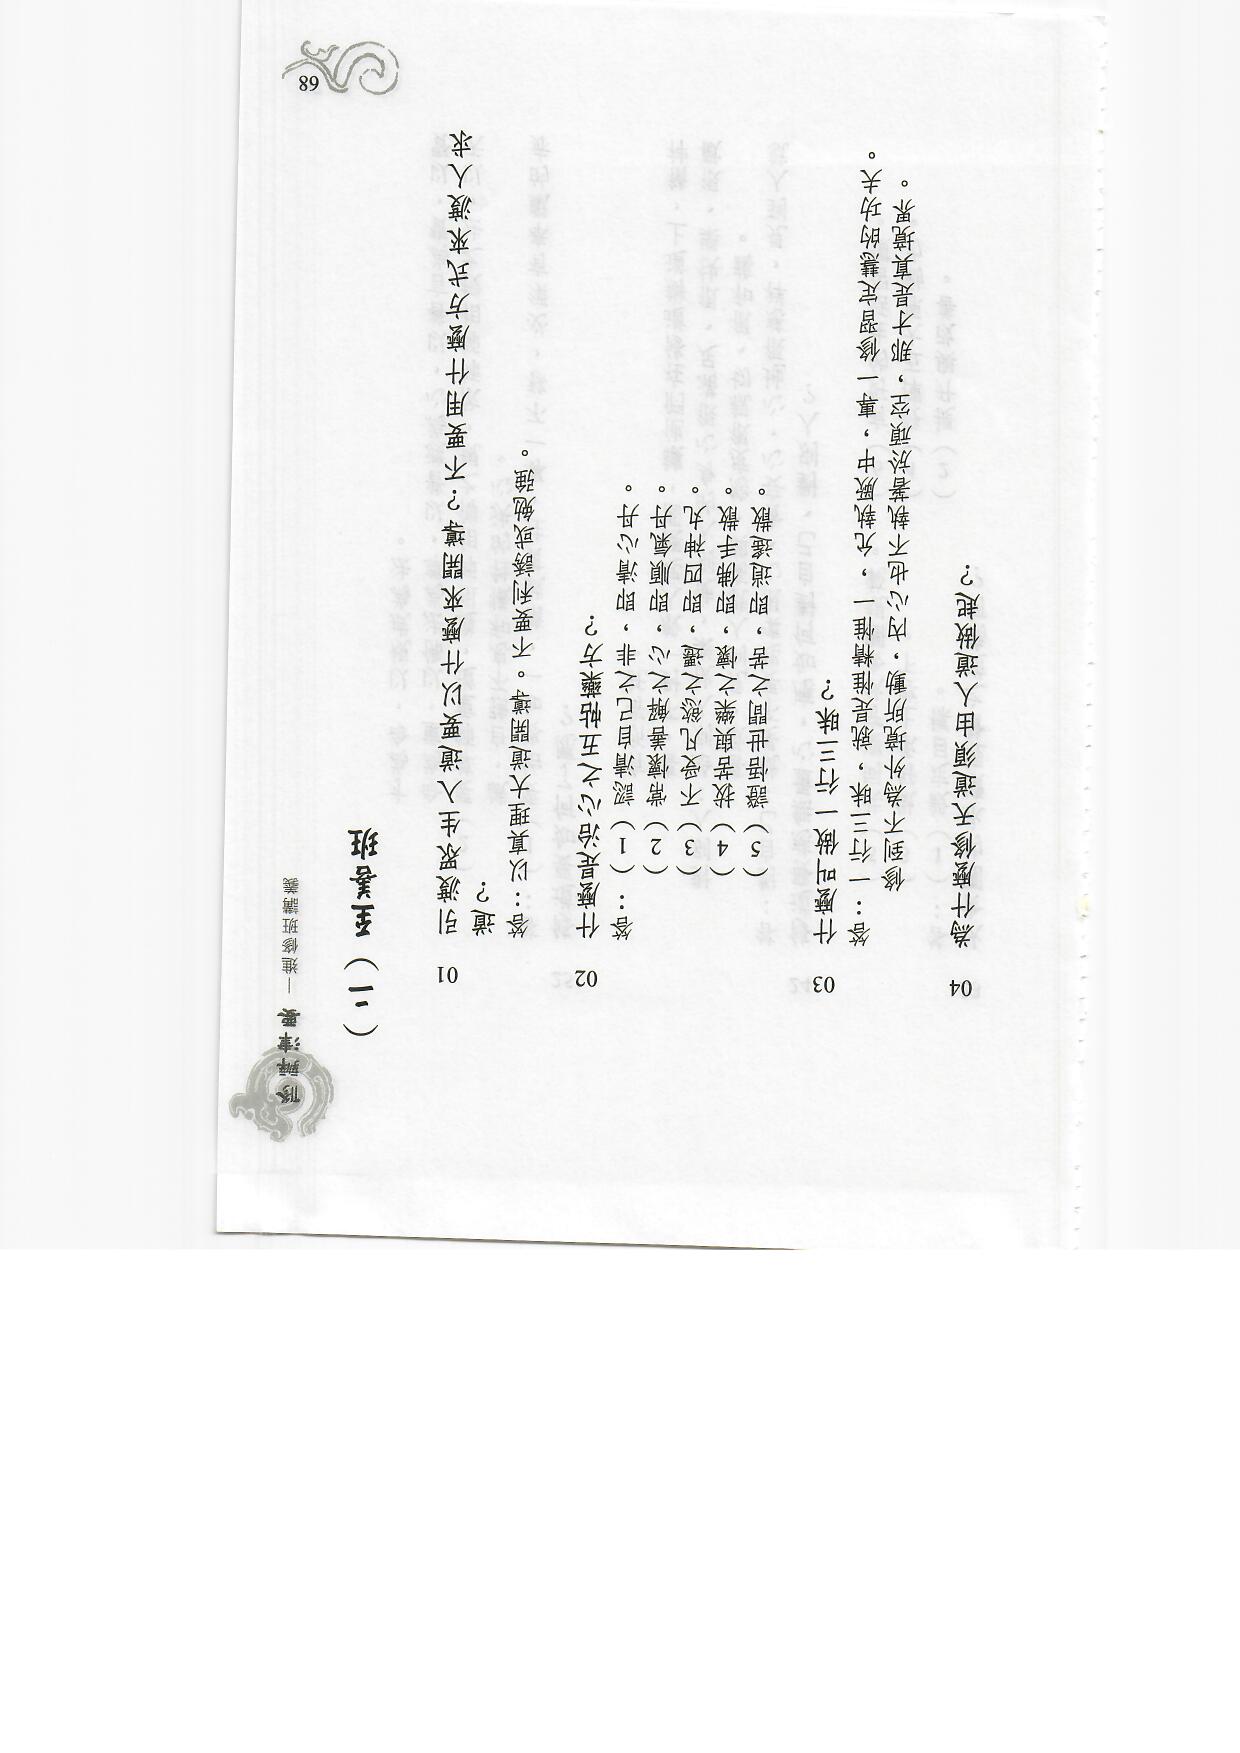 修辦津要 —進修班講義
（二）至善班
01 引渡眾生入道要以什麼來開導？不要用什麼方式來渡人求
道？
答：以真理大道開導。不要利誘或勉強。
02 什麼是治心之五帖藥方？
答：（1）認清自己之非，即清心丹。
（2）常懷善解之心，即順氣丹。
（3）不受凡慾之遷，即四神丸。
（4）拔苦與樂之懷，即佛手散。
（5）證悟世間之苦，即逍遙散。
03 什麼叫做一行三昧？
答：一行三昧，就是惟精惟一，允執厥中，專一修習定慧的功夫。
修到不為外境所動，內心也不執著於頑空，那才是真境界。
04 為什麼修天道須由人道做起？
68